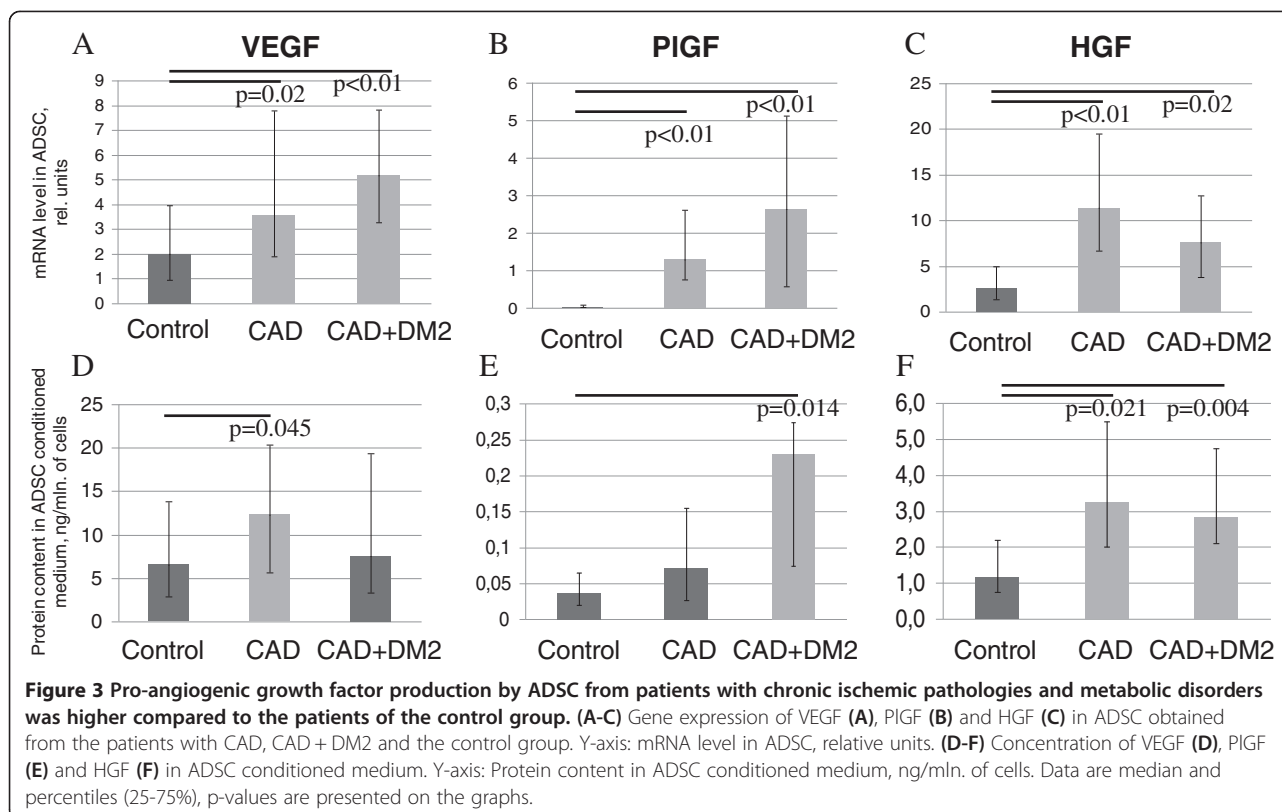 A
VEGF
B
PlGF
C
HGF
mRNA level in ADSC,
rel. units
9
8
7
6
5
4
3
2
1
0
p=0.02
p<0.01
Control
CAD
CAD+DM2
6
5
4
3
2
1
0
p<0.01
p<0.01
Control
CAD
CAD+DM2
25
20
15
10
5
0
p<0.01
p=0.02
Control
CAD
CAD+DM2
D
Protein content in ADSC conditioned
medium, ng/mln. of cells
25
20
15
10
5
0
p=0.045
Control
CAD
CAD+DM2
E
0,3
0,25
0,2
0,15
0,1
0,05
0
p=0.014
Control
CAD
CAD+DM2
F
6,0
5,0
4,0
3,0
2,0
1,0
0,0
p=0.021
p=0.004
Control
CAD
CAD+DM2
Figure 3 Pro-angiogenic growth factor production by ADSC from patients with chronic ischemic pathologies and metabolic disorders
was higher compared to the patients of the control group. (A-C) Gene expression of VEGF (A), PlGF (B) and HGF (C) in ADSC obtained
from the patients with CAD, CAD + DM2 and the control group. Y-axis: mRNA level in ADSC, relative units. (D-F) Concentration of VEGF (D), PlGF
(E) and HGF (F) in ADSC conditioned medium. Y-axis: Protein content in ADSC conditioned medium, ng/mln. of cells. Data are median and
percentiles (25-75%), p-values are presented on the graphs.